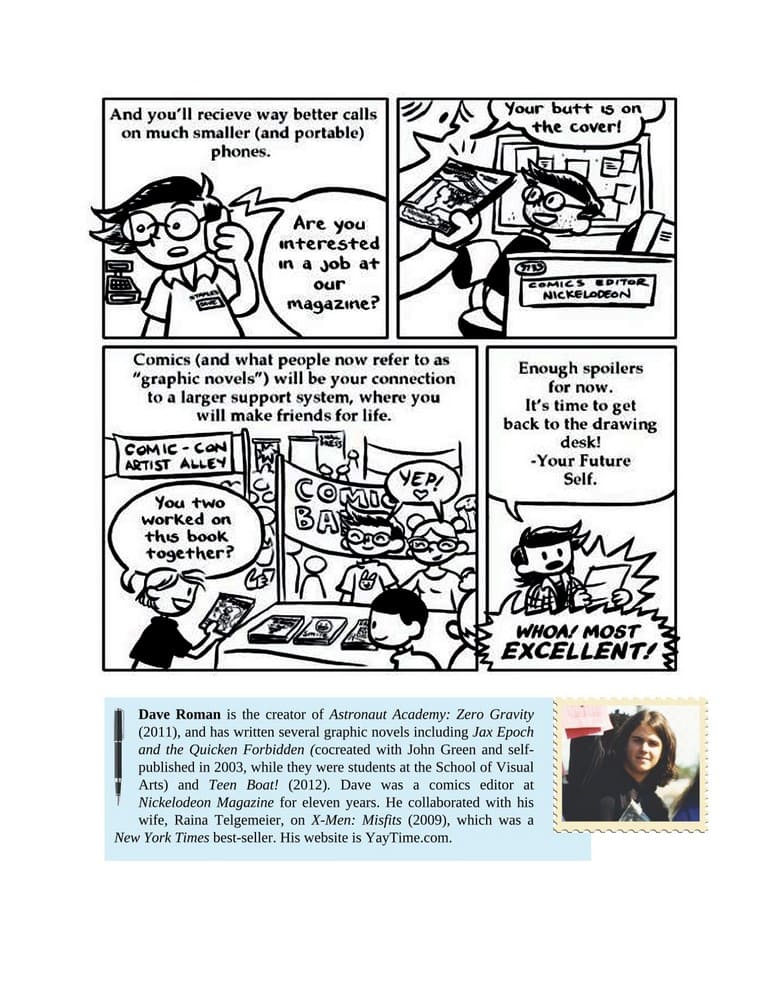 And you'll recieve way better calls
on much smaller (and portable)
phones.
Are you
interested
in a job at
our
magazine?
STAPLES
DAVE
Your butt is on
the cover!
COMICS EDITOR
NICKELODEON
Comics (and what people now refer to as
"graphic novels") will be your connection
to a larger support system, where you
will make friends for life.
COMIC-CON
ARTIST ALLEY
SMALL
PRESS
COMIC
BA
YEP!
You two
worked on
this book
together?
SMILE
Enough spoilers
for now.
It's time to get
back to the drawing
desk!
-Your Future
Self.
WHOA! MOST
EXCELLENT!
Dave Roman is the creator of Astronaut Academy: Zero Gravity
(2011), and has written several graphic novels including Jax Epoch
and the Quicken Forbidden (cocreated with John Green and self-
published in 2003, while they were students at the School of Visual
Arts) and Teen Boat! (2012). Dave was a comics editor at
Nickelodeon Magazine for eleven years. He collaborated with his
wife, Raina Telgemeier, on X-Men: Misfits (2009), which was a
New York Times best-seller. His website is YayTime.com.